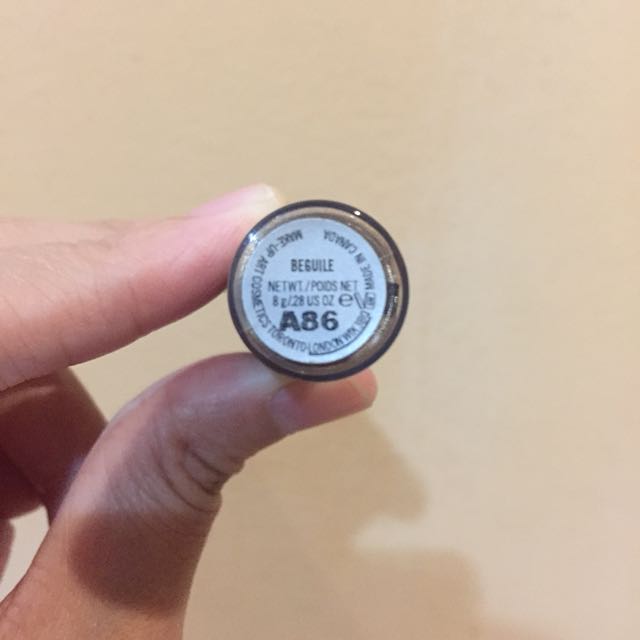 BEGUILE
NET WT./POIDS NET
8 g/.28 US OZ ℮
A86
MAKE-UP ART COSMETICS TORONTO·LONDON
MADE IN CANADA